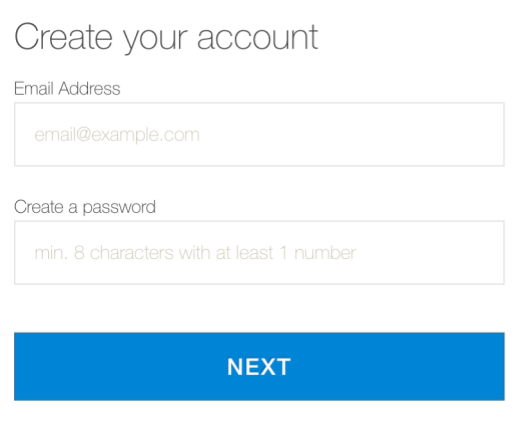 Create your account
Email Address
email@example.com
Create a password
min. 8 characters with at least 1 number
NEXT